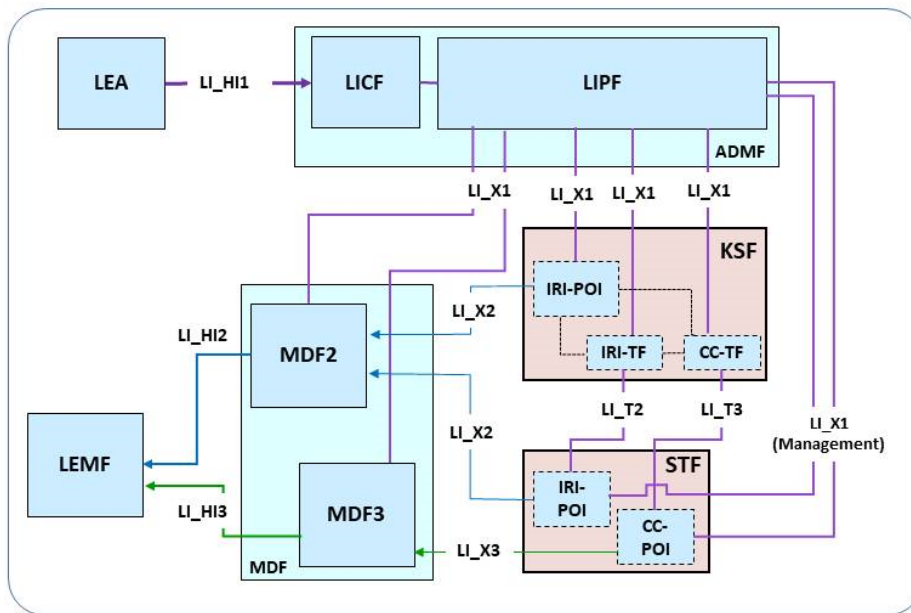 LEA
LI_HI1
LICF
LIPF
ADMF
LI_X1
LI_X1
LI_X1
LI_X1
KSF
IRI-POI
LI_X2
IRI-TF
CC-TF
LI_HI2
MDF2
LI_T2
LI_T3
LI_X1
(Management)
LI_X2
STF
LEMF
IRI-
POI
MDF3
CC-
POI
LI_HI3
LI_X3
MDF